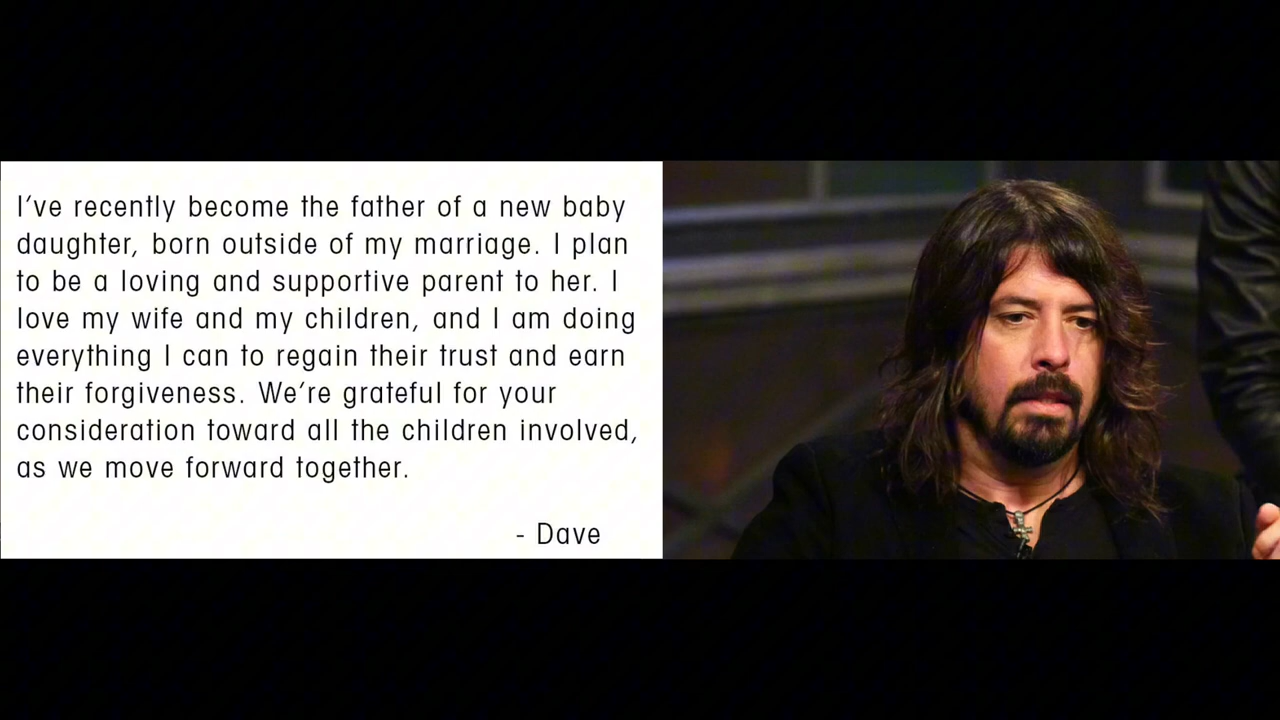 I've recently become the father of a new baby
daughter, born outside of my marriage. I plan
to be a loving and supportive parent to her. I
love my wife and my children, and I am doing
everything I can to regain their trust and earn
their forgiveness. We're grateful for your
consideration toward all the children involved,
as we move forward together.
- Dave